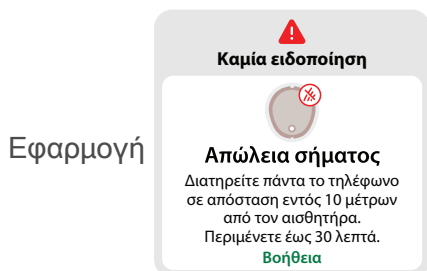 Εφαρμογή
Καμία ειδοποίηση
Απώλεια σήματος
Διατηρείτε πάντα το τηλέφωνο
σε απόσταση εντός 10 μέτρων
από τον αισθητήρα.
Περιμένετε έως 30 λεπτά.
Βοήθεια